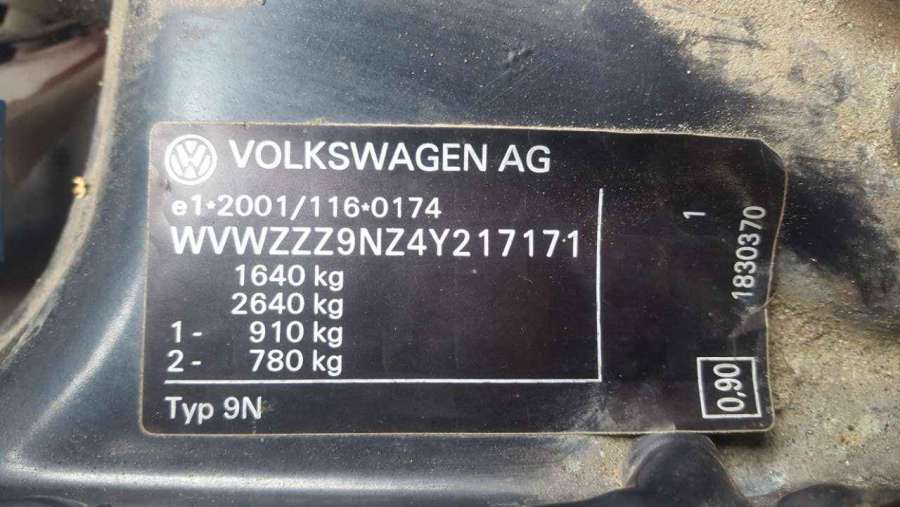 VOLKSWAGEN AG
e1*2001/116*0174
WVWZZZ9NZ4Y217171
1640 kg
2640 kg
1 - 910 kg
2 - 780 kg
Typ 9N
1
1830370
0,90